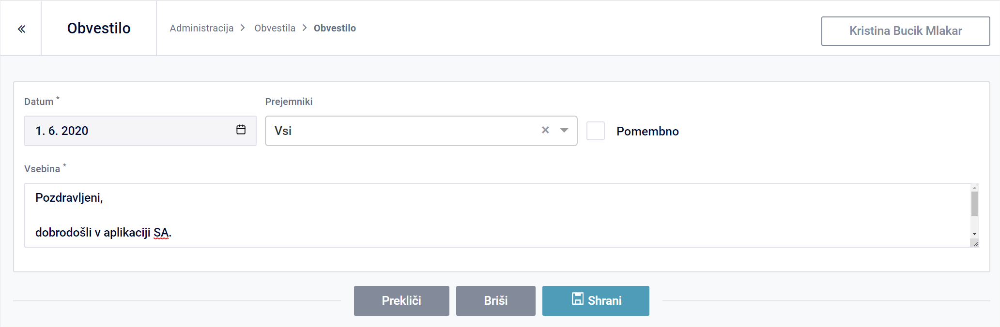 Obvestilo
Administracija > Obvestila > Obvestilo
Kristina Bucik Mlakar
Datum *
Prejemniki
1. 6. 2020
Vsi
Pomembno
Vsebina *
Pozdravljeni,
dobrodošli v aplikaciji SA.
Prekliči
Briši
Shrani